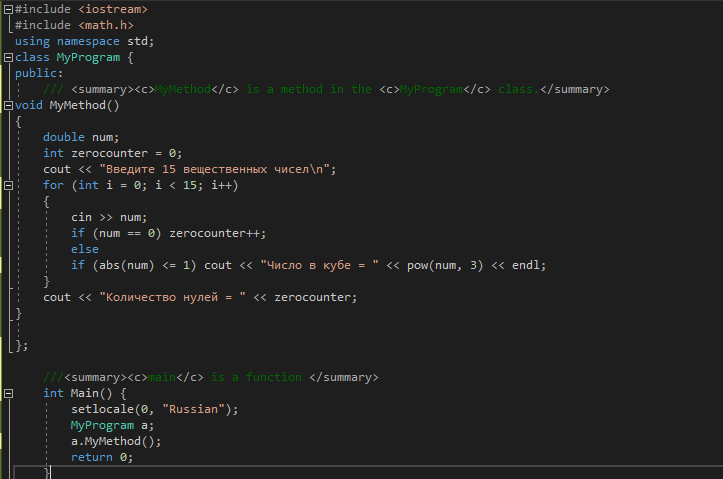 #include <iostream>
#include <math.h>
using namespace std;
class MyProgram {
public:
/// <summary><c>MyMethod</c> is a method in the <c>MyProgram</c> class.</summary>
void MyMethod()
{
double num;
int zerocounter = 0;
cout << "Введите 15 вещественных чисел\n";
for (int i = 0; i < 15; i++)
{
cin >> num;
if (num == 0) zerocounter++;
else
if (abs(num) <= 1) cout << "Число в кубе = " << pow(num, 3) << endl;
}
cout << "Количество нулей = " << zerocounter;
}
};
///<summary><c>main</c> is a function </summary>
int Main() {
setlocale(0, "Russian");
MyProgram a;
a.MyMethod();
return 0;
}